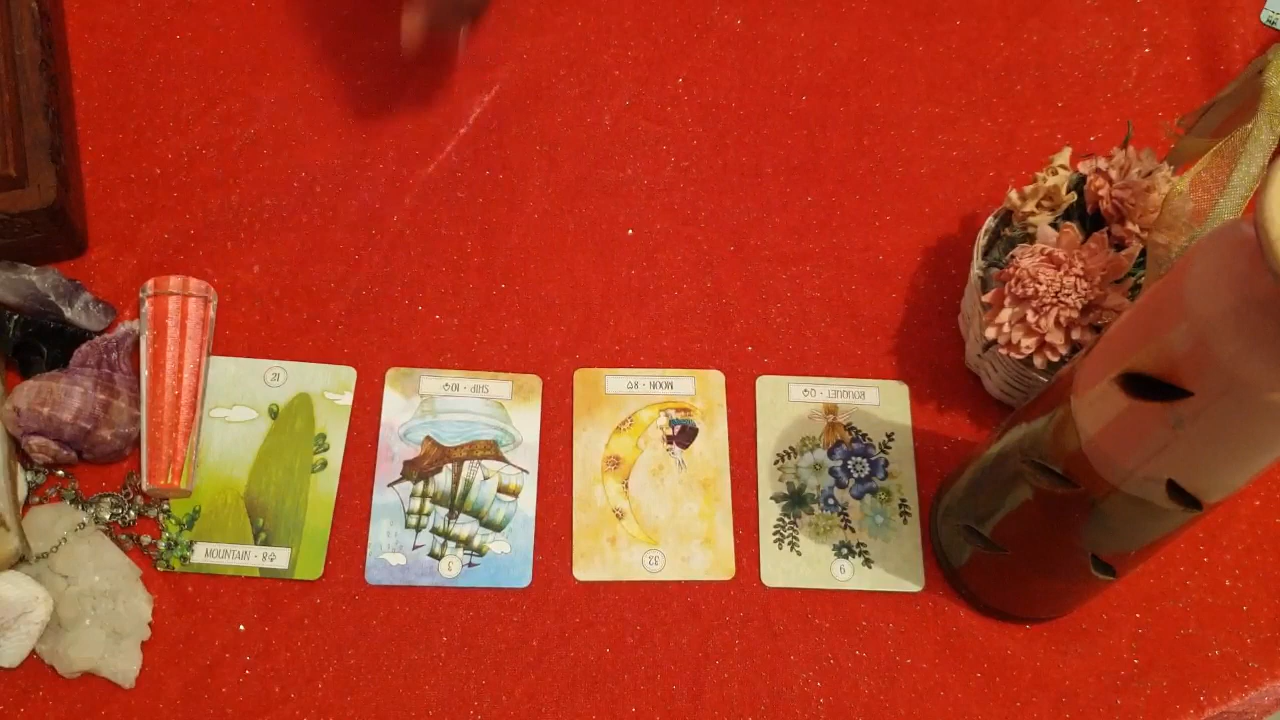 21
MOUNTAIN · 8♣
SHIP · 10♠
3
MOON · 8♥
32
BOUQUET · Q♠
9